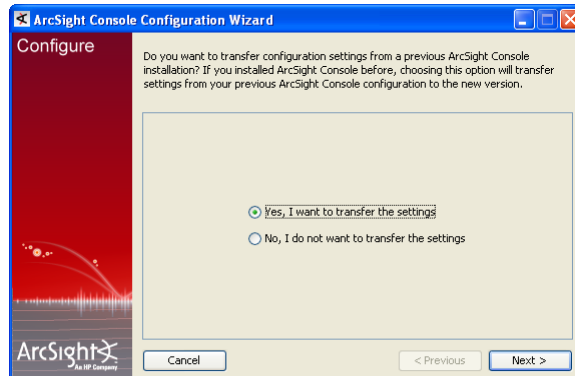 ArcSight Console Configuration Wizard
Configure
Do you want to transfer configuration settings from a previous ArcSight Console
installation? If you installed ArcSight Console before, choosing this option will transfer
settings from your previous ArcSight Console configuration to the new version.
Yes, I want to transfer the settings
No, I do not want to transfer the settings
ArcSight
An HP Company
Cancel
< Previous
Next >